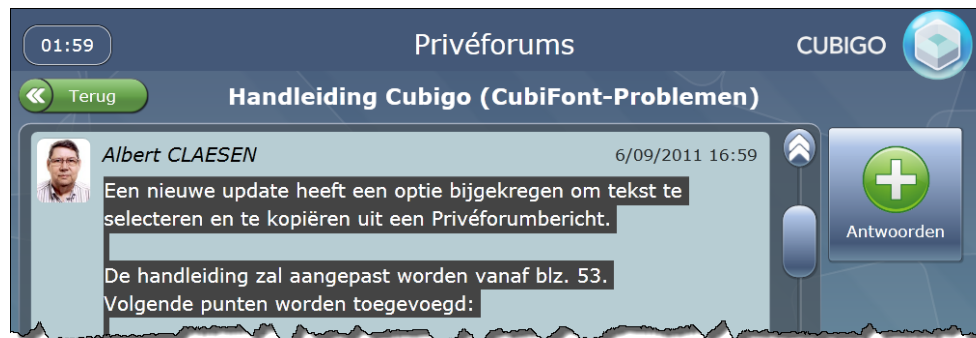 01:59
Privéforums
CUBIGO
Terug
Handleiding Cubigo (CubiFont-Problemen)
Albert CLAESEN
6/09/2011 16:59
Een nieuwe update heeft een optie bijgekregen om tekst te
selecteren en te kopiëren uit een Privéforumbericht.
De handleiding zal aangepast worden vanaf blz. 53.
Volgende punten worden toegevoegd:
Antwoorden